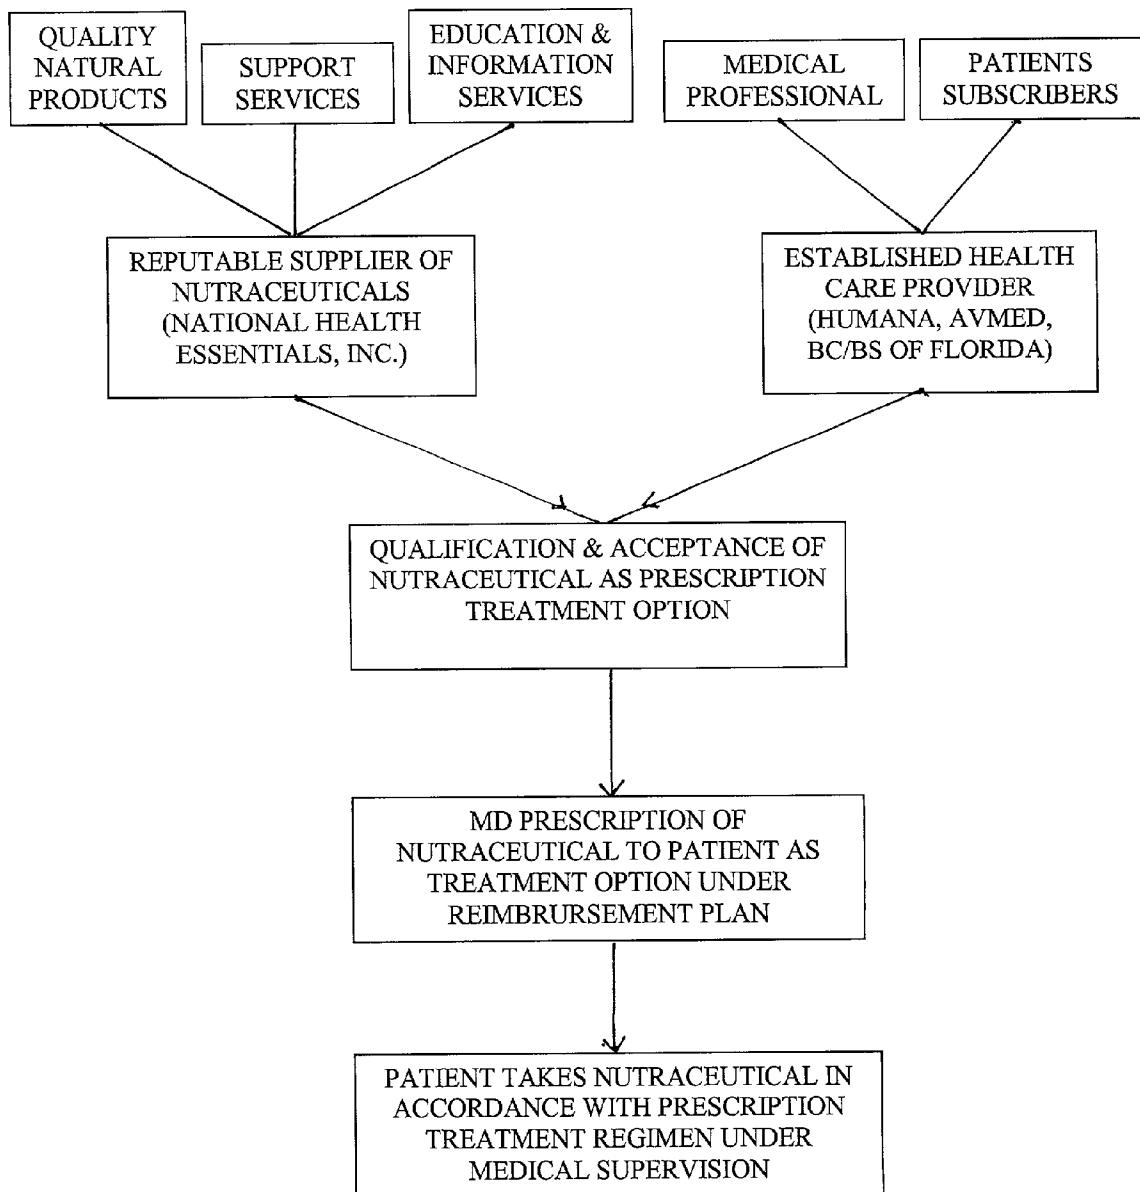 QUALITY
NATURAL
PRODUCTS
SUPPORT
SERVICES
EDUCATION &
INFORMATION
SERVICES
MEDICAL
PROFESSIONAL
PATIENTS
SUBSCRIBERS
REPUTABLE SUPPLIER OF
NUTRACEUTICALS
(NATIONAL HEALTH
ESSENTIALS, INC.)
ESTABLISHED HEALTH
CARE PROVIDER
(HUMANA, AVMED,
BC/BS OF FLORIDA)
QUALIFICATION & ACCEPTANCE OF
NUTRACEUTICAL AS PRESCRIPTION
TREATMENT OPTION
MD PRESCRIPTION OF
NUTRACEUTICAL TO PATIENT AS
TREATMENT OPTION UNDER
REIMBRURSEMENT PLAN
PATIENT TAKES NUTRACEUTICAL IN
ACCORDANCE WITH PRESCRIPTION
TREATMENT REGIMEN UNDER
MEDICAL SUPERVISION